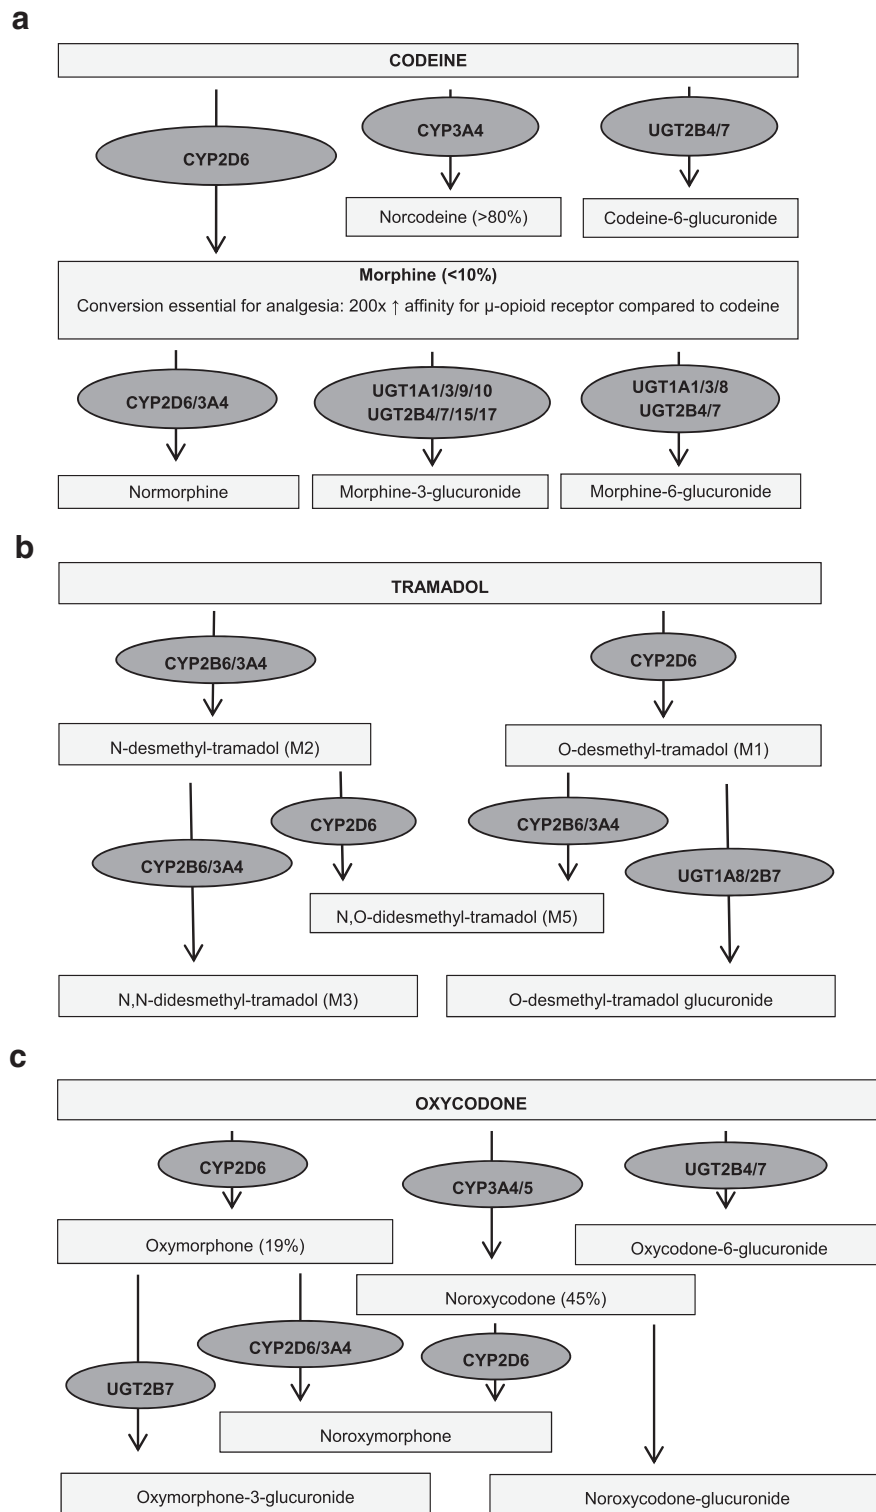 a
CODEINE
CYP2D6
CYP3A4
UGT2B4/7
Norcodeine (>80%)
Codeine-6-glucuronide
Morphine (<10%)
Conversion essential for analgesia: 200x ↑ affinity for μ-opioid receptor compared to codeine
CYP2D6/3A4
UGT1A1/3/9/10
UGT2B4/7/15/17
UGT1A1/3/8
UGT2B4/7
Normorphine
Morphine-3-glucuronide
Morphine-6-glucuronide
b
TRAMADOL
CYP2B6/3A4
CYP2D6
N-desmethyl-tramadol (M2)
O-desmethyl-tramadol (M1)
CYP2B6/3A4
CYP2D6
CYP2B6/3A4
UGT1A8/2B7
N,O-didesmethyl-tramadol (M5)
N,N-didesmethyl-tramadol (M3)
O-desmethyl-tramadol glucuronide
c
OXYCODONE
CYP2D6
CYP3A4/5
UGT2B4/7
Oxymorphone (19%)
Oxycodone-6-glucuronide
Noroxycodone (45%)
UGT2B7
CYP2D6/3A4
CYP2D6
Noroxymorphone
Oxymorphone-3-glucuronide
Noroxycodone-glucuronide